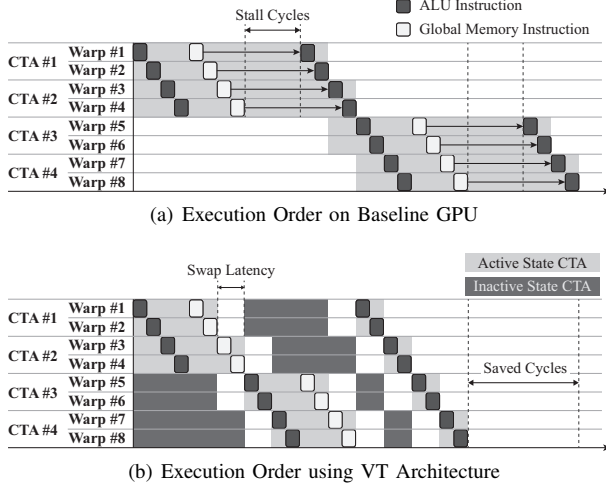 Stall Cycles
ALU Instruction
Global Memory Instruction
CTA #1
Warp #1
Warp #2
CTA #2
Warp #3
Warp #4
CTA #3
Warp #5
Warp #6
CTA #4
Warp #7
Warp #8
(a) Execution Order on Baseline GPU
Swap Latency
Active State CTA
Inactive State CTA
CTA #1
Warp #1
Warp #2
CTA #2
Warp #3
Warp #4
CTA #3
Warp #5
Warp #6
CTA #4
Warp #7
Warp #8
Saved Cycles
(b) Execution Order using VT Architecture